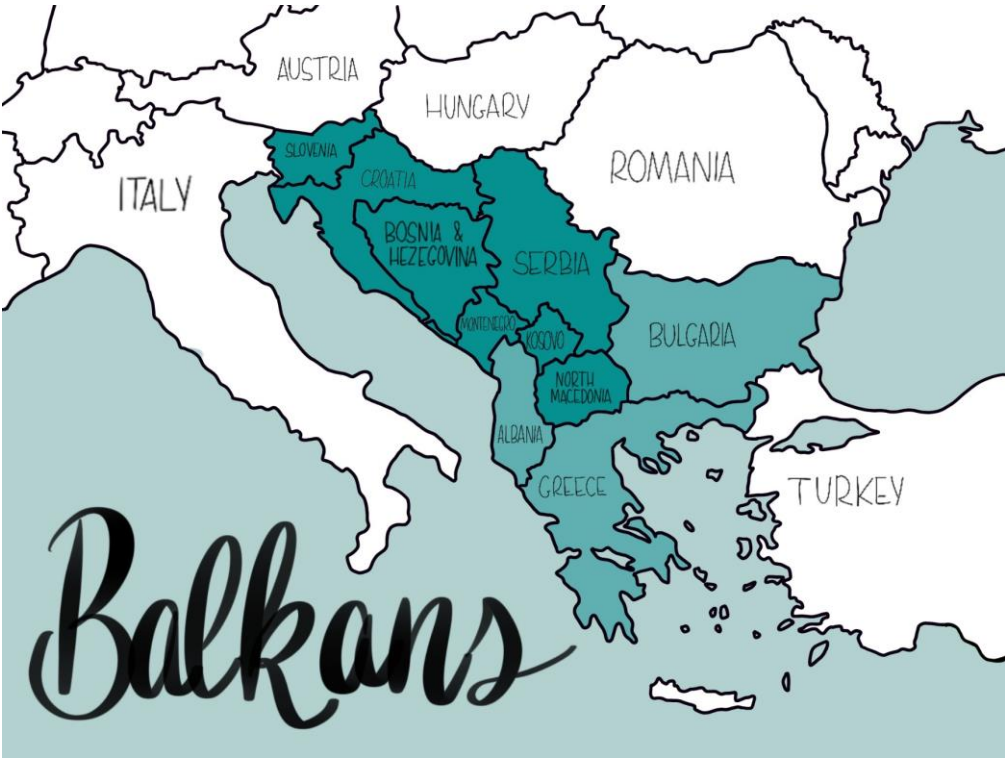 AUSTRIA
HUNGARY
SLOVENIA
ROMANIA
ITALY
CROATIA
BOSNIA &
HEZEGOVINA
SERBIA
MONTENEGRO
KOSOVO
BULGARIA
NORTH
MACEDONIA
ALBANIA
GREECE
TURKEY
Balkans